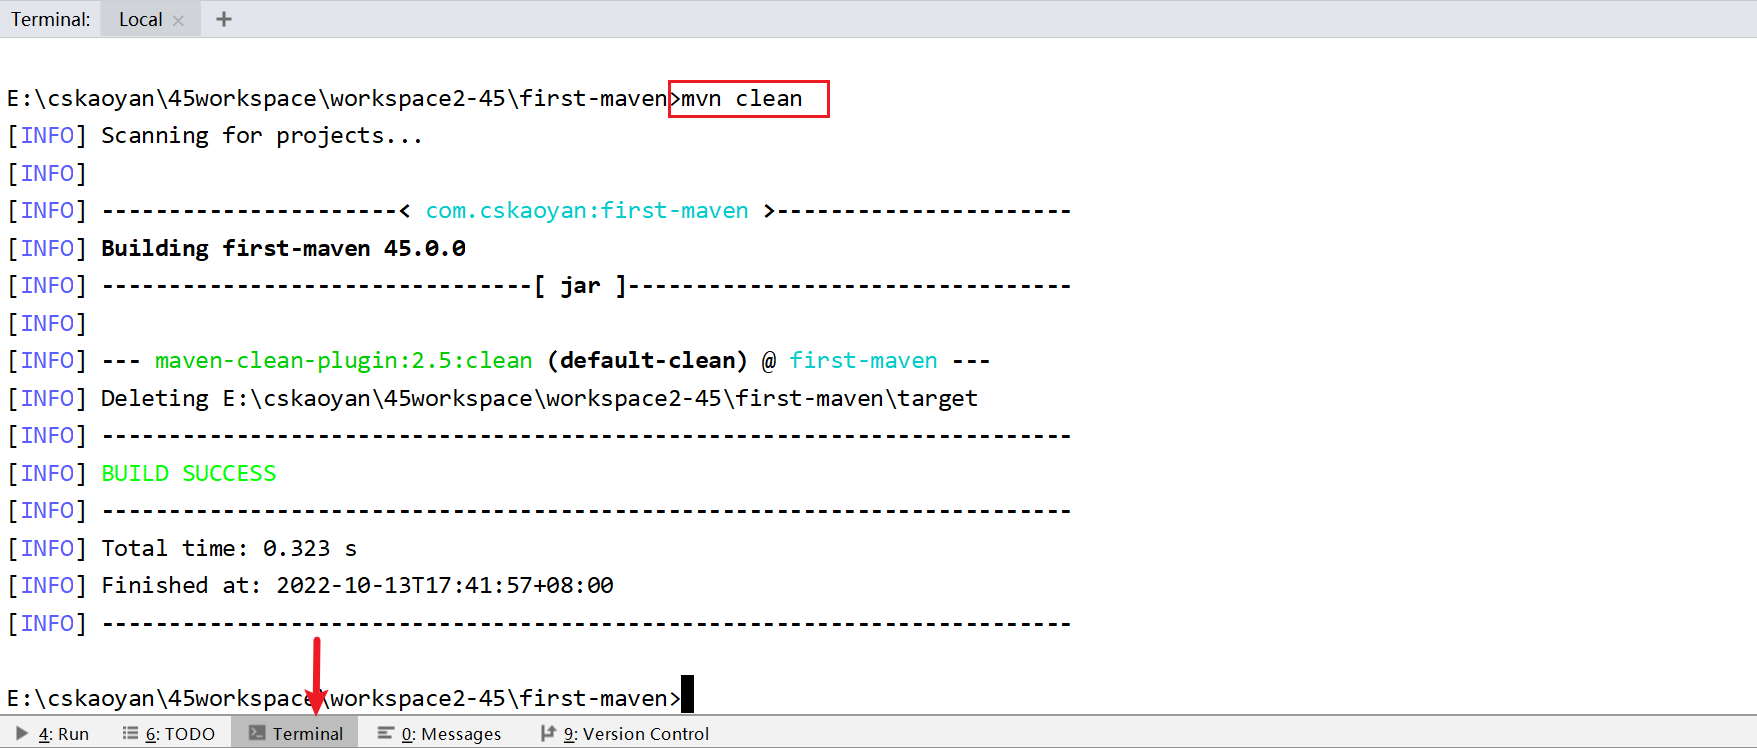 Terminal: Local × +
E:\cskaoyan\45workspace\workspace2-45\first-maven>mvn clean
[INFO] Scanning for projects...
[INFO]
[INFO] ----------------------< com.cskaoyan:first-maven >----------------------
[INFO] Building first-maven 45.0.0
[INFO] --------------------------------[ jar ]---------------------------------
[INFO]
[INFO] --- maven-clean-plugin:2.5:clean (default-clean) @ first-maven ---
[INFO] Deleting E:\cskaoyan\45workspace\workspace2-45\first-maven\target
[INFO] ------------------------------------------------------------------------
[INFO] BUILD SUCCESS
[INFO] ------------------------------------------------------------------------
[INFO] Total time: 0.323 s
[INFO] Finished at: 2022-10-13T17:41:57+08:00
[INFO] ------------------------------------------------------------------------
E:\cskaoyan\45workspace\workspace2-45\first-maven>
4: Run 6: TODO Terminal 0: Messages 9: Version Control